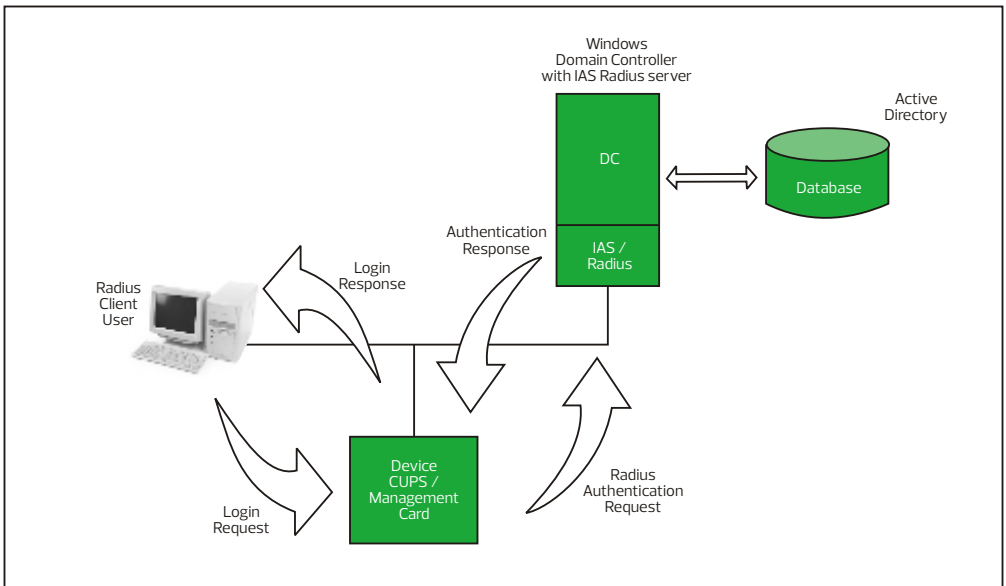 Windows
Domain Controller
with IAS Radius server
Active
Directory
DC
Database
Authentication
Response
IAS /
Radius
Login
Response
Radius
Client
User
Device
CUPS /
Management
Card
Radius
Authentication
Request
Login
Request